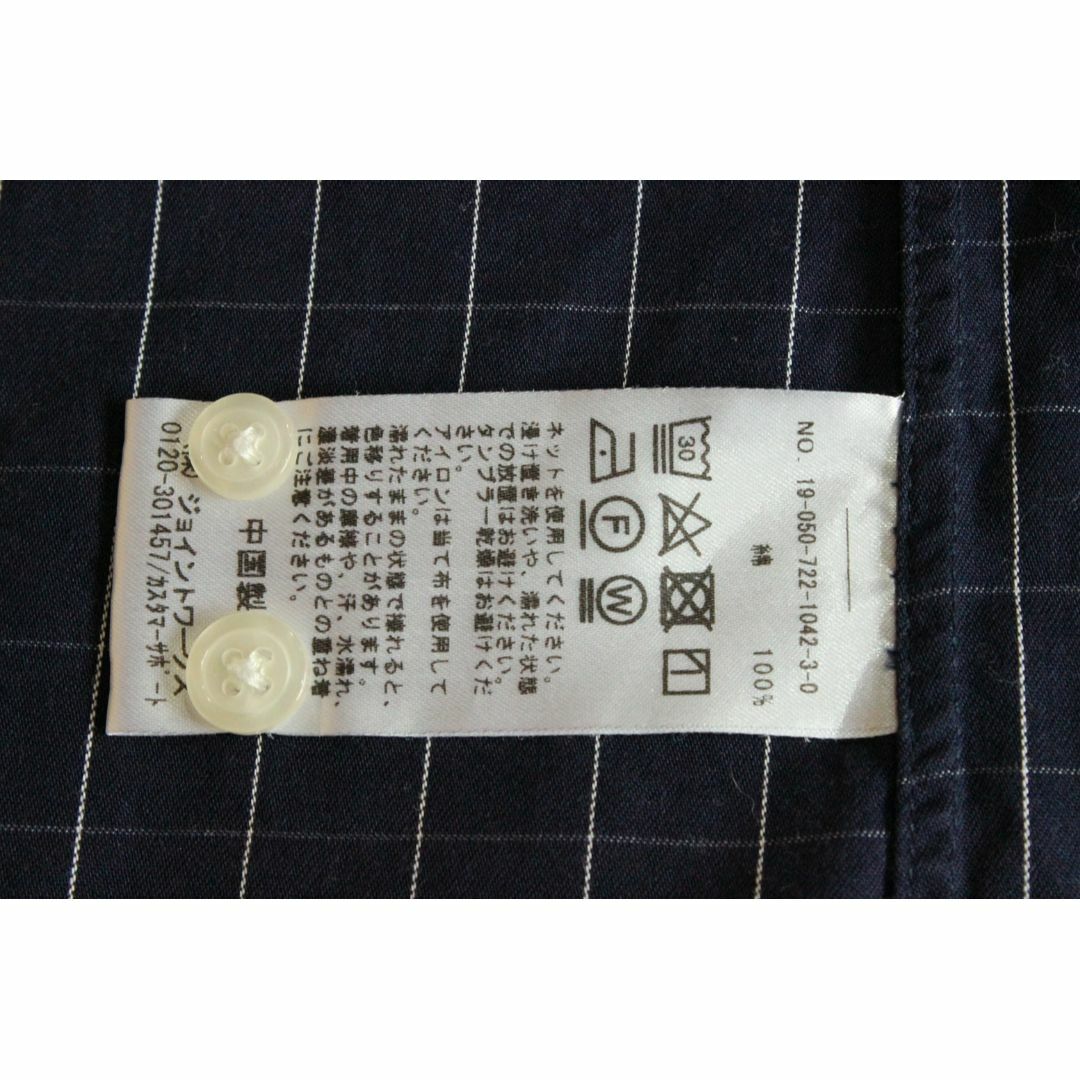 NO. 19-050-722-1042-3-0
綿 100%
30
F W
ネットを使用してください。
浸け置き洗いや、濡れた状態
での放置はお避けください。
タンブラー乾燥はお避けくだ
さい。
アイロンは当て布を使用して
ください。
濡れたままの状態で擦れると、
色移りすることがあります。
着用中の摩擦や、汗、水濡れ、
濃淡差があるものとの重ね着
にご注意ください。
中国製
ジョイントワークス
0120-301457/カスタマーサポート